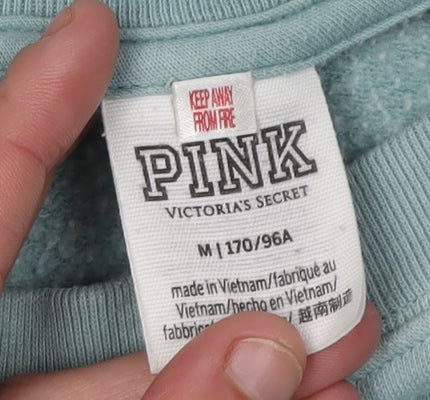 KEEP AWAY
FROM FIRE
PINK
VICTORIA'S SECRET
M | 170/96A
made in Vietnam/fabriqué au
Vietnam/hecho en Vietnam/
越南制造